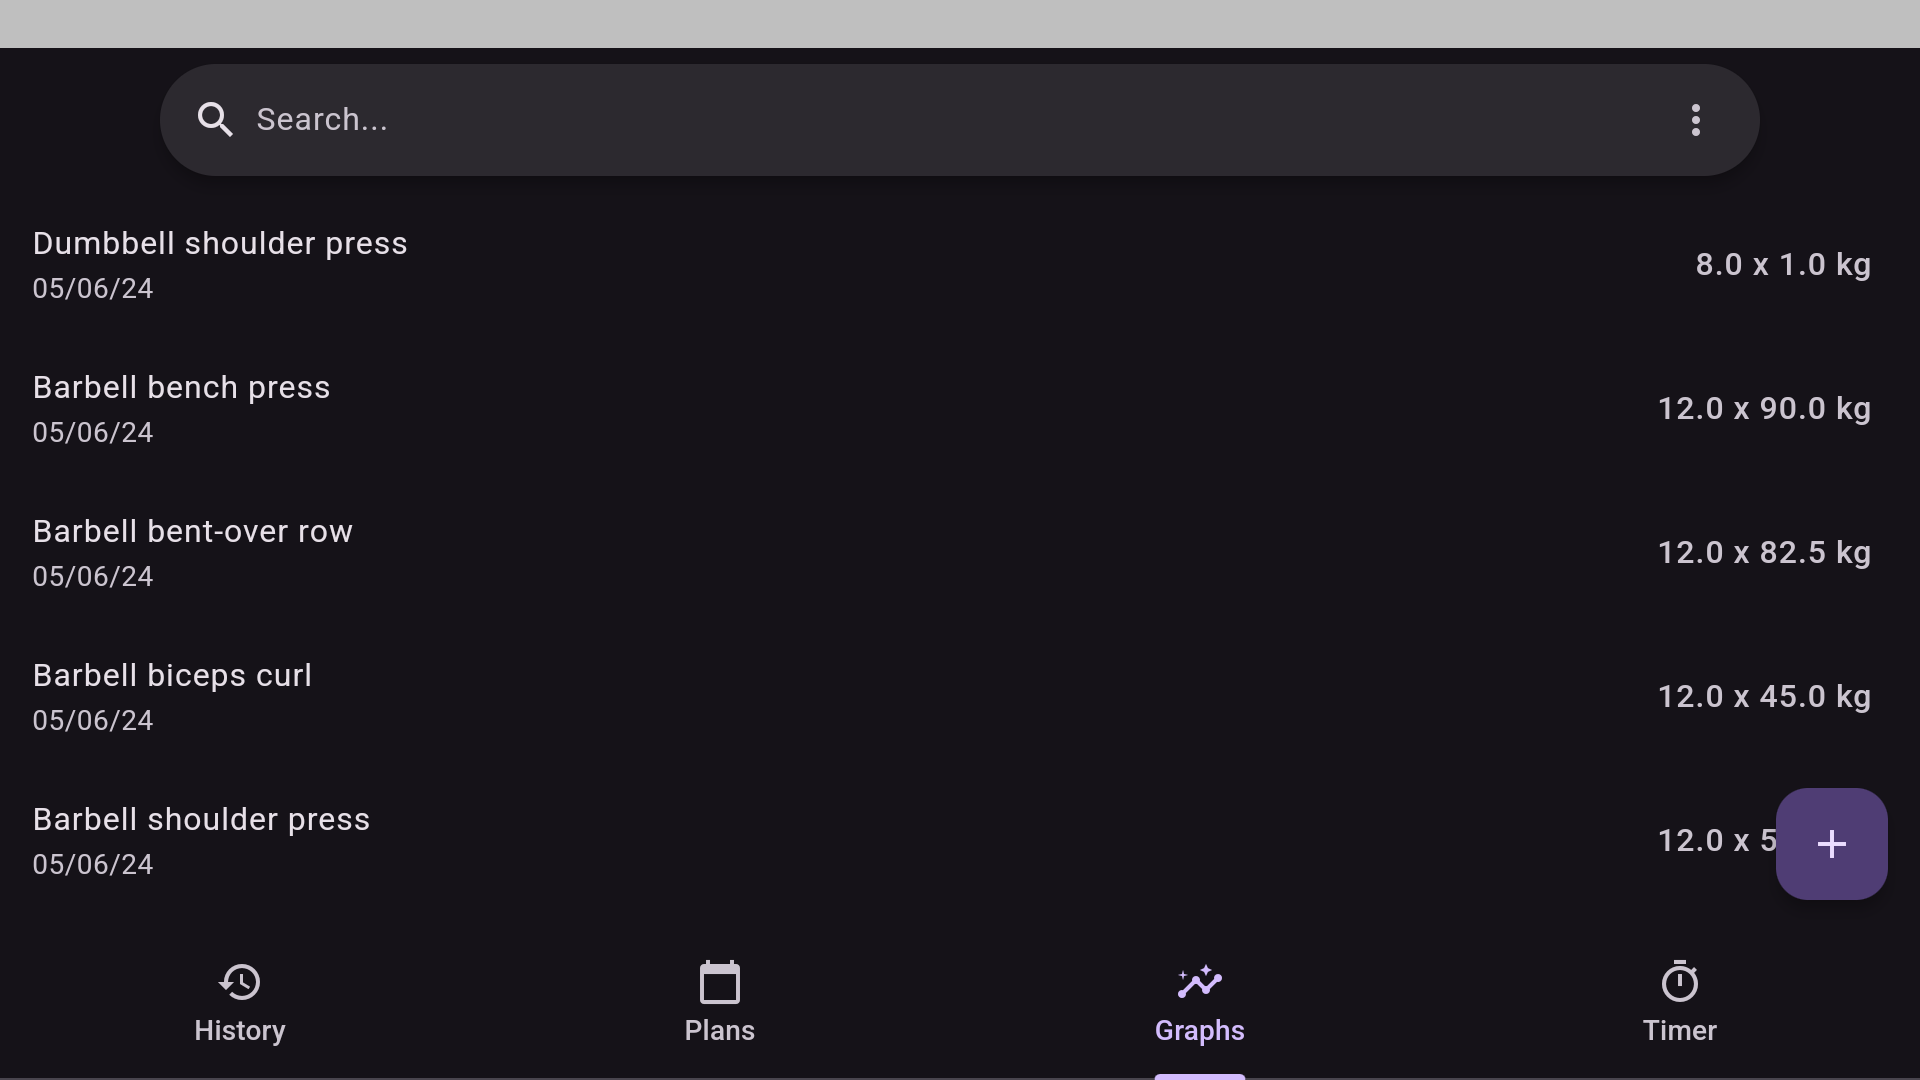 Search...
Dumbbell shoulder press
05/06/24
8.0 x 1.0 kg
Barbell bench press
05/06/24
12.0 x 90.0 kg
Barbell bent-over row
05/06/24
12.0 x 82.5 kg
Barbell biceps curl
05/06/24
12.0 x 45.0 kg
Barbell shoulder press
05/06/24
12.0 x 5
History
Plans
Graphs
Timer